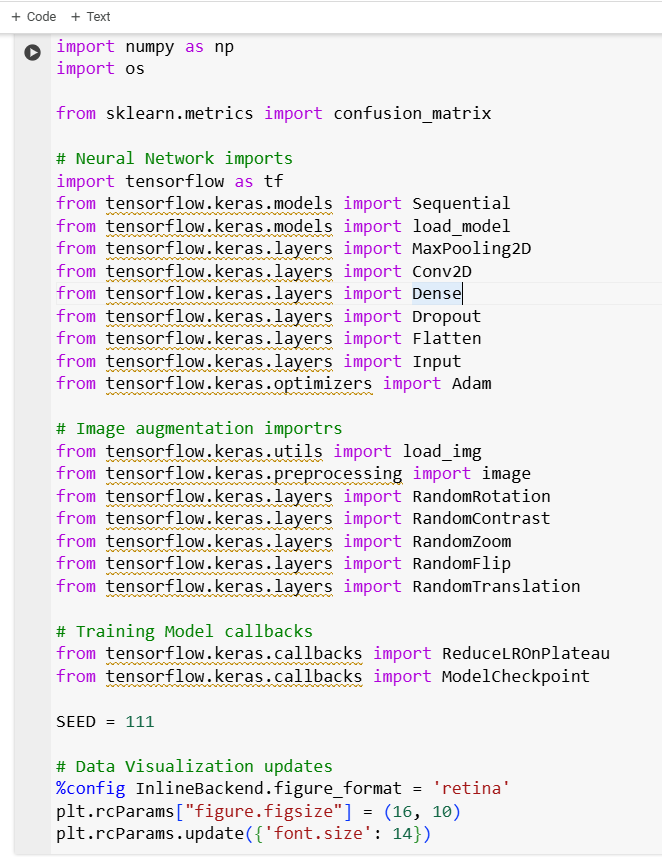 + Code + Text
import numpy as np
import os
from sklearn.metrics import confusion_matrix
# Neural Network imports
import tensorflow as tf
from tensorflow.keras.models import Sequential
from tensorflow.keras.models import load_model
from tensorflow.keras.layers import MaxPooling2D
from tensorflow.keras.layers import Conv2D
from tensorflow.keras.layers import Dense
from tensorflow.keras.layers import Dropout
from tensorflow.keras.layers import Flatten
from tensorflow.keras.layers import Input
from tensorflow.keras.optimizers import Adam
# Image augmentation importrs
from tensorflow.keras.utils import load_img
from tensorflow.keras.preprocessing import image
from tensorflow.keras.layers import RandomRotation
from tensorflow.keras.layers import RandomContrast
from tensorflow.keras.layers import RandomZoom
from tensorflow.keras.layers import RandomFlip
from tensorflow.keras.layers import RandomTranslation
# Training Model callbacks
from tensorflow.keras.callbacks import ReduceLROnPlateau
from tensorflow.keras.callbacks import ModelCheckpoint
SEED = 111
# Data Visualization updates
%config InlineBackend.figure_format = 'retina'
plt.rcParams["figure.figsize"] = (16, 10)
plt.rcParams.update({'font.size': 14})